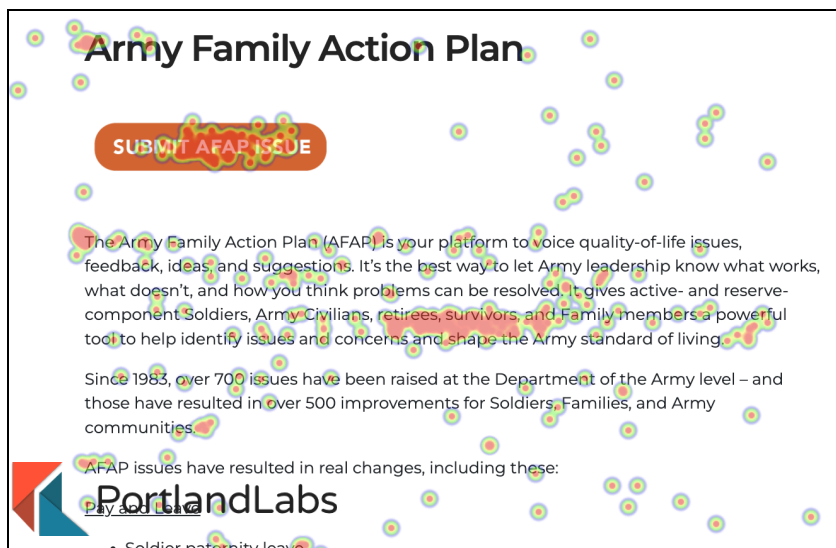 Army Family Action Plan
SUBMIT AFAP ISSUE
The Army Family Action Plan (AFAP) is your platform to voice quality-of-life issues,
feedback, ideas, and suggestions. It's the best way to let Army leadership know what works,
what doesn't, and how you think problems can be resolved. It gives active- and reserve-
component Soldiers, Army Civilians, retirees, survivors, and Family members a powerful
tool to help identify issues and concerns and shape the Army standard of living.
Since 1983, over 700 issues have been raised at the Department of the Army level – and
those have resulted in over 500 improvements for Soldiers, Families, and Army
communities.
AFAP issues have resulted in real changes, including these:
Pay and Leave
PortlandLabs
• Soldier paternity leave